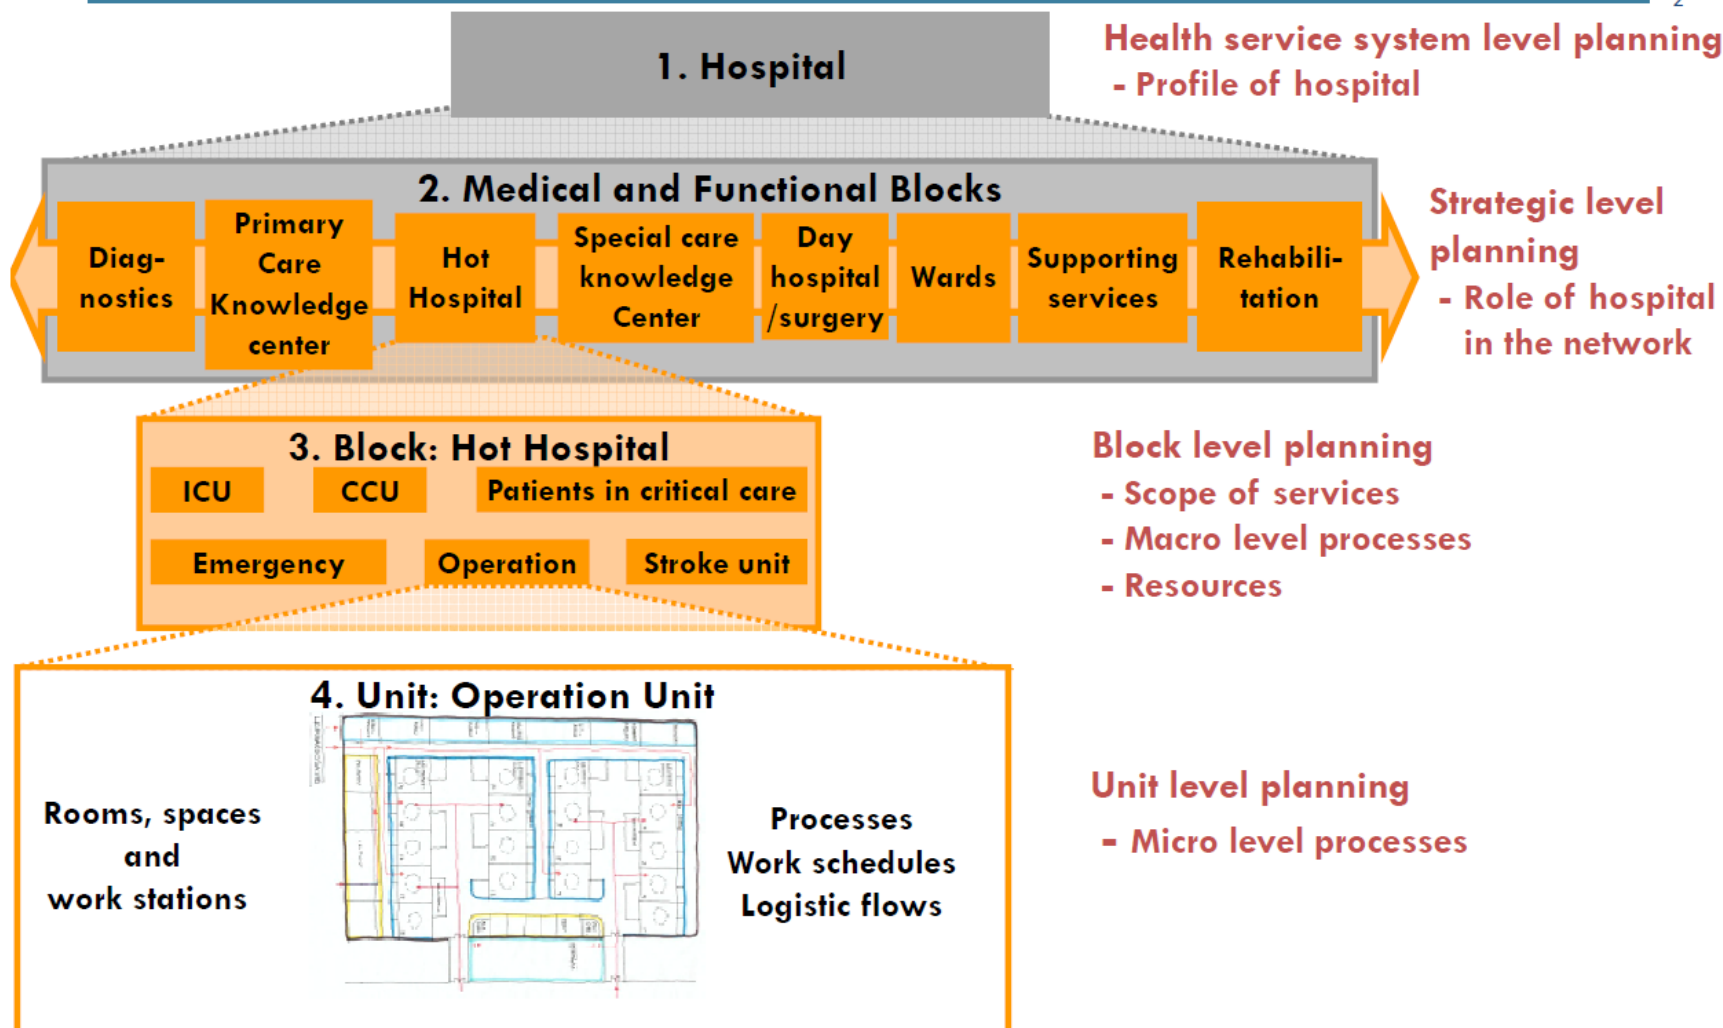 2
1. Hospital
Health service system level planning
- Profile of hospital
2. Medical and Functional Blocks
Diag-
nostics
Primary
Care
Knowledge
center
Hot
Hospital
Special care
knowledge
Center
Day
hospital
/surgery
Wards
Supporting
services
Rehabili-
tation
Strategic level
planning
- Role of hospital
in the network
3. Block: Hot Hospital
ICU
CCU
Patients in critical care
Emergency
Operation
Stroke unit
Block level planning
- Scope of services
- Macro level processes
- Resources
4. Unit: Operation Unit
Rooms, spaces
and
work stations
Processes
Work schedules
Logistic flows
Unit level planning
- Micro level processes